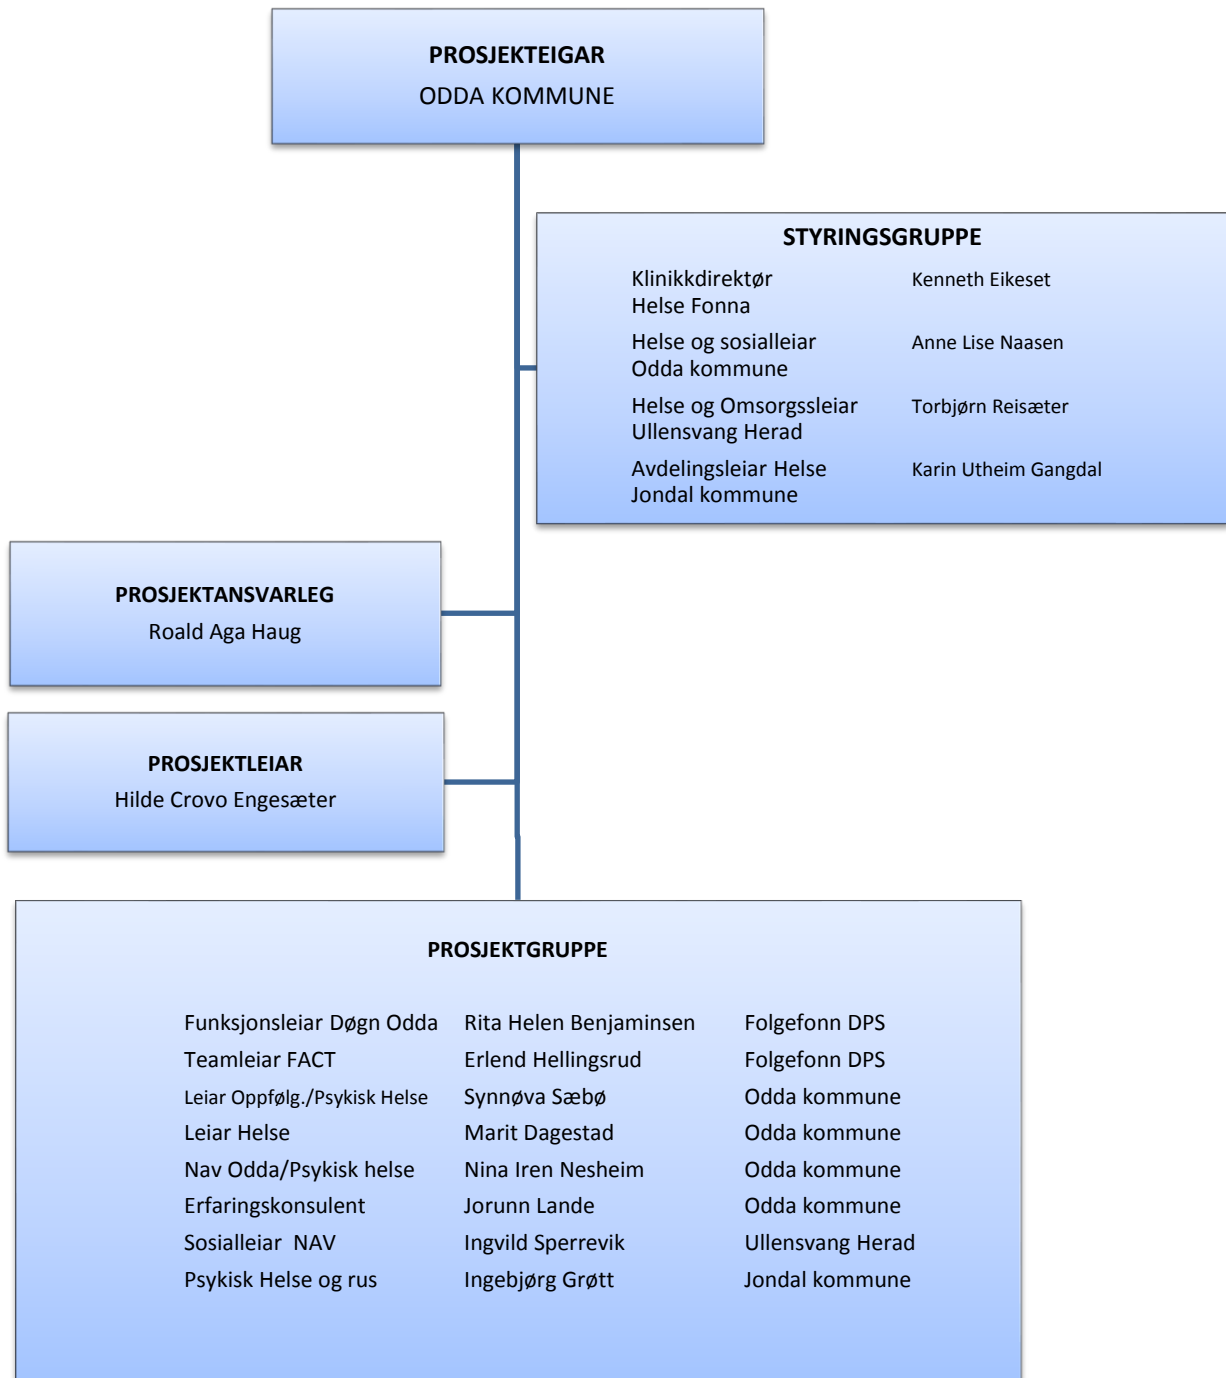 PROSJEKTEIGAR
ODDA KOMMUNE
STYRINGSGRUPPE
Klinikkdirektør Kenneth Eikeset
Helse Fonna
Helse og sosialleiar Anne Lise Naasen
Odda kommune
Helse og Omsorgssleiar Torbjørn Reisæter
Ullensvang Herad
Avdelingsleiar Helse Karin Utheim Gangdal
Jondal kommune
PROSJEKTANSVARLEG
Roald Aga Haug
PROSJEKTLEIAR
Hilde Crovo Engesæter
PROSJEKTGRUPPE
Funksjonsleiar Døgn Odda Rita Helen Benjaminsen Folgefonn DPS
Teamleiar FACT Erlend Hellingsrud Folgefonn DPS
Leiar Oppfølg./Psykisk Helse Synnøva Sæbø Odda kommune
Leiar Helse Marit Dagestad Odda kommune
Nav Odda/Psykisk helse Nina Iren Nesheim Odda kommune
Erfaringskonsulent Jorunn Lande Odda kommune
Sosialleiar NAV Ingvild Sperrevik Ullensvang Herad
Psykisk Helse og rus Ingebjørg Grøtt Jondal kommune